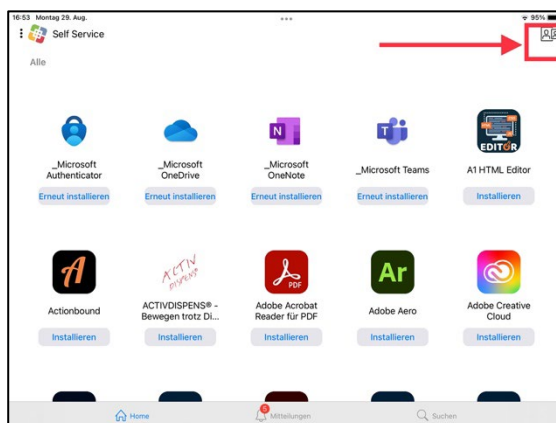 16:53 Montag 29. Aug.
95%
Self Service
Alle
_Microsoft Authenticator
_Microsoft OneDrive
_Microsoft OneNote
_Microsoft Teams
EDITOR
A1 HTML Editor
Erneut installieren
Erneut installieren
Erneut installieren
Erneut installieren
Installieren
ACTIV DISPENS
PDF
Ar
Actionbound
ACTIVDISPENS® - Bewegen trotz Di...
Adobe Acrobat Reader für PDF
Adobe Aero
Adobe Creative Cloud
Installieren
Installieren
Installieren
Installieren
Installieren
Home
Mitteilungen
Suchen